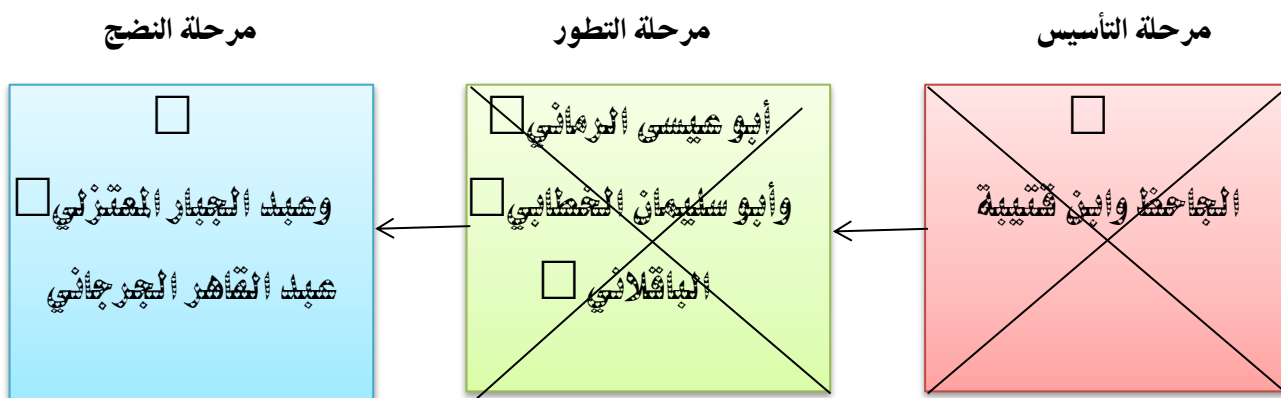 مرحلة التأسيس
مرحلة التطور
مرحلة النضج
الجاحظ وابن قتيبة
أبو عيسى الرماني
وأبو سليمان الخطابي
الباقلاني
وعبد الجبار المعتزلي
عبد القاهر الجرجاني